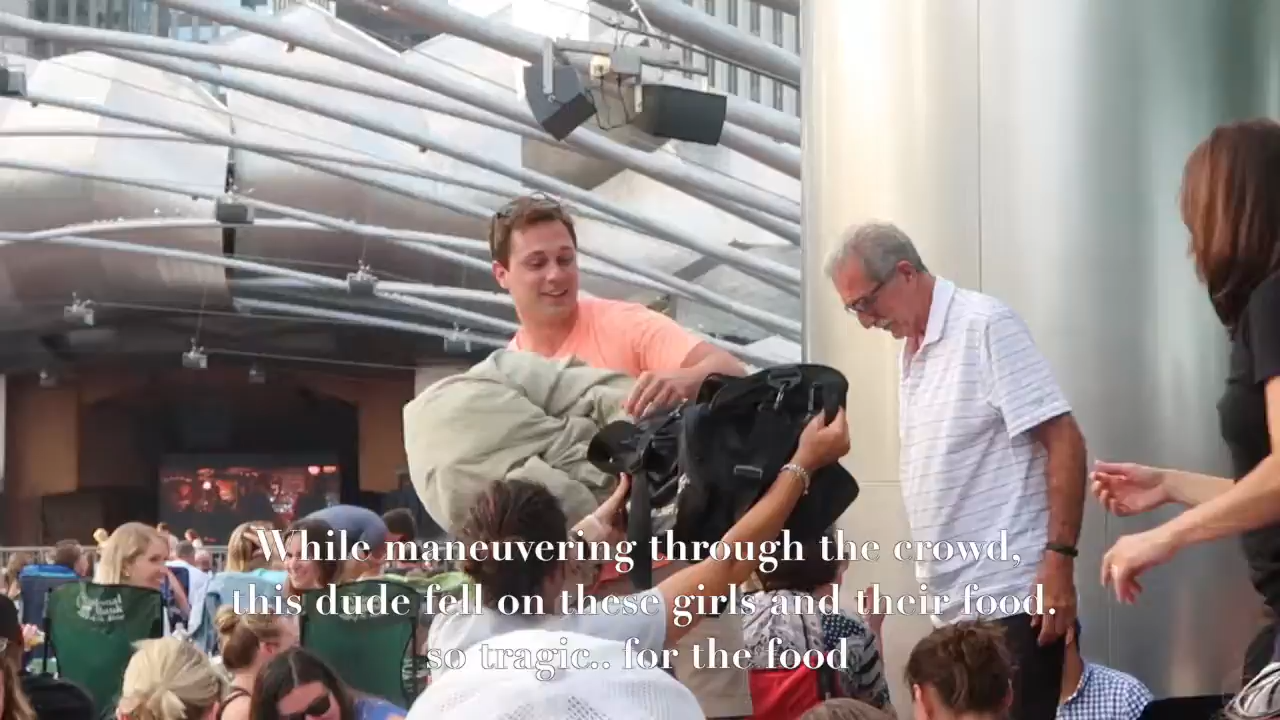 While maneuvering through the crowd,
this dude fell on these girls and their food.
so tragic.. for the food